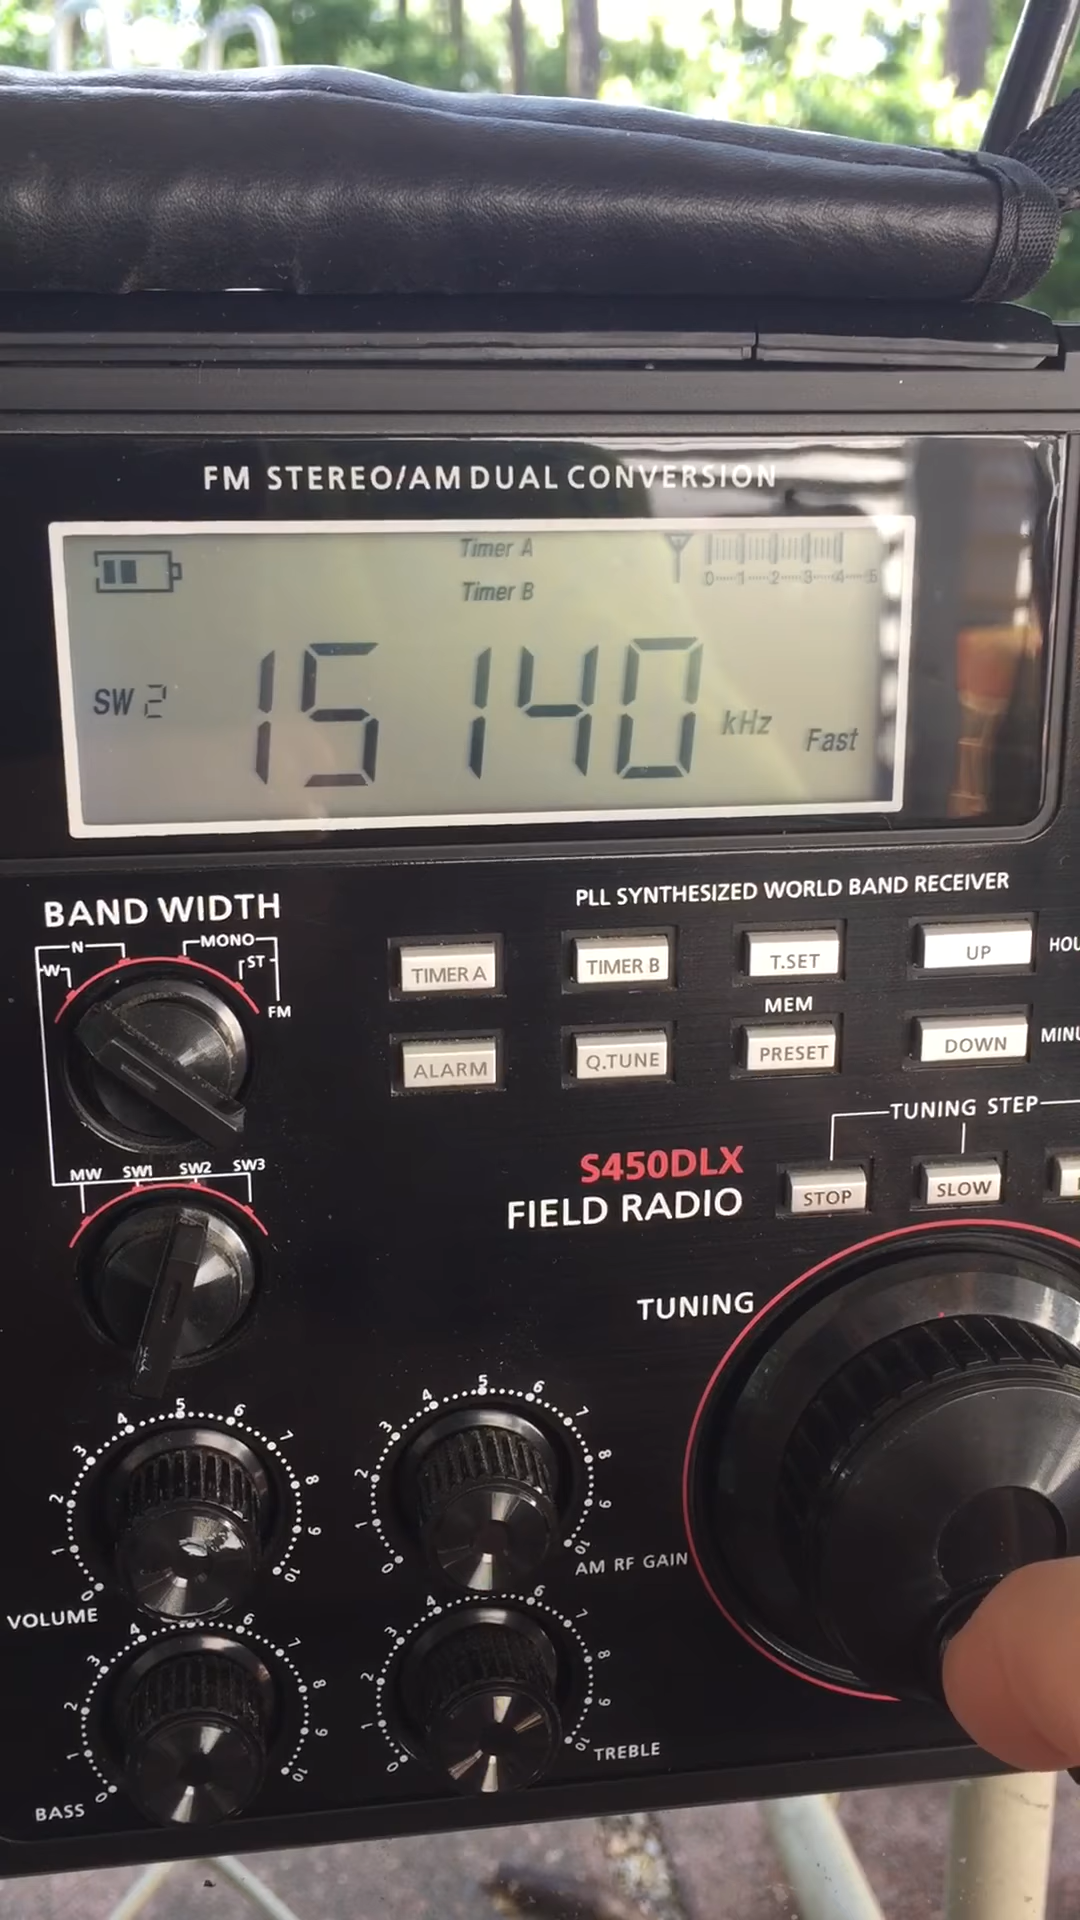 FM STEREO/AM DUAL CONVERSION
Timer A
Timer B
0 1 2 3 4 5
SW 2
15 140 kHz
Fast
PLL SYNTHESIZED WORLD BAND RECEIVER
BAND WIDTH
N MONO
W ST
FM
TIMER A TIMER B T.SET UP HOU
MEM
ALARM Q.TUNE PRESET DOWN MINU
TUNING STEP
STOP SLOW
MW SW1 SW2 SW3
S450DLX
FIELD RADIO
TUNING
0 1 2 3 4 5 6 7 8 9 10
VOLUME
0 1 2 3 4 5 6 7 8 9 10
AM RF GAIN
0 1 2 3 4 6 7 8 9 10
BASS
0 1 2 3 4 6 7 8 9 10
TREBLE